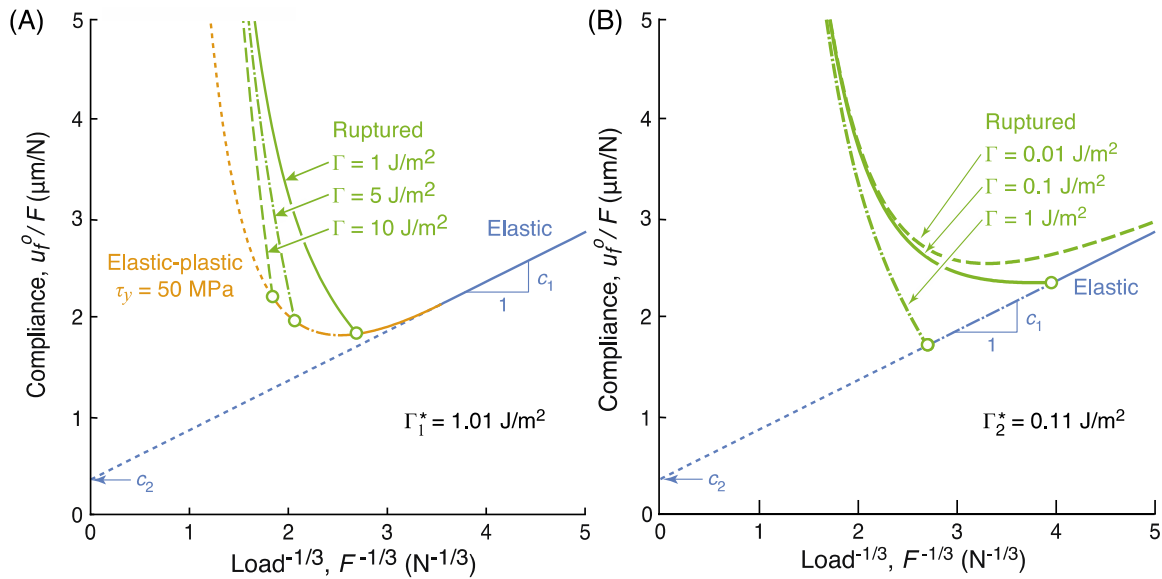 (A)
5
4
3
2
1
0
Compliance, u_f^o / F (μm/N)
Ruptured
Γ = 1 J/m²
Γ = 5 J/m²
Γ = 10 J/m²
Elastic-plastic
τ_y = 50 MPa
Elastic
c₁
1
Γ₁* = 1.01 J/m²
c₂
0 1 2 3 4 5
Load^-1/3, F^-1/3 (N^-1/3)
(B)
5
4
3
2
1
0
Compliance, u_f^o / F (μm/N)
Ruptured
Γ = 0.01 J/m²
Γ = 0.1 J/m²
Γ = 1 J/m²
Elastic
c₁
1
Γ₂* = 0.11 J/m²
c₂
0 1 2 3 4 5
Load^-1/3, F^-1/3 (N^-1/3)